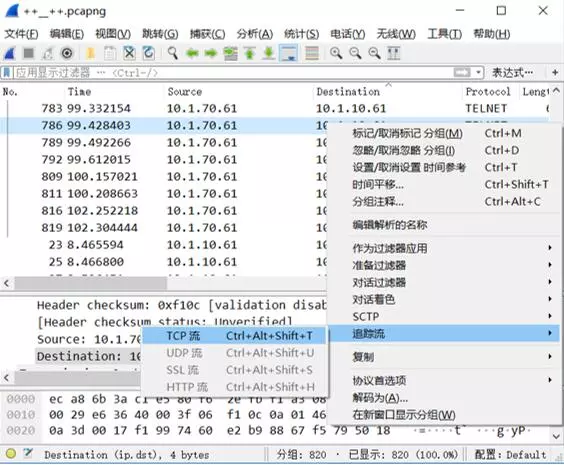 ++__++.pcapng
文件(F) 编辑(E) 视图(V) 跳转(G) 捕获(C) 分析(A) 统计(S) 电话(Y) 无线(W) 工具(T) 帮助(H)
应用显示过滤器 … <Ctrl-/> 表达式… +
No. Time Source Destination Protocol Lengt
783 99.332154 10.1.70.61 10.1.10.61 TELNET
786 99.428403 10.1.70.61
789 99.492266 10.1.70.61
792 99.612015 10.1.70.61
809 100.157021 10.1.70.61
811 100.208663 10.1.70.61
816 102.252218 10.1.70.61
819 102.304444 10.1.70.61
23 8.465594 10.1.70.61
25 8.466800 10.1.70.61
标记/取消标记 分组(M) Ctrl+M
忽略/取消忽略 分组(I) Ctrl+D
设置/取消设置 时间参考 Ctrl+T
时间平移… Ctrl+Shift+T
分组注释… Ctrl+Alt+C
编辑解析的名称
作为过滤器应用
准备过滤器
对话过滤器
对话着色
SCTP
追踪流
复制
协议首选项
解码为(A)…
在新窗口显示分组(W)
Header checksum: 0xf10c [validation disab
[Header checksum status: Unverified]
Source: 10.1.70
Destination: 10
TCP 流 Ctrl+Alt+Shift+T
UDP 流 Ctrl+Alt+Shift+U
SSL 流 Ctrl+Alt+Shift+S
HTTP 流 Ctrl+Alt+Shift+H
0000 ec a8 6b 3a c1 e5 80 f6 2e f0 f1 a3 08
0010 00 29 e6 36 40 00 3f 06 f1 0c 0a 01 46
0020 0a 3d 00 17 f1 99 74 60 e2 b9 88 67 f5 79 50 18 ·=····t` ···g·yP·
Destination (ip.dst), 4 bytes 分组: 820 · 已显示: 820 (100.0%) 配置: Default